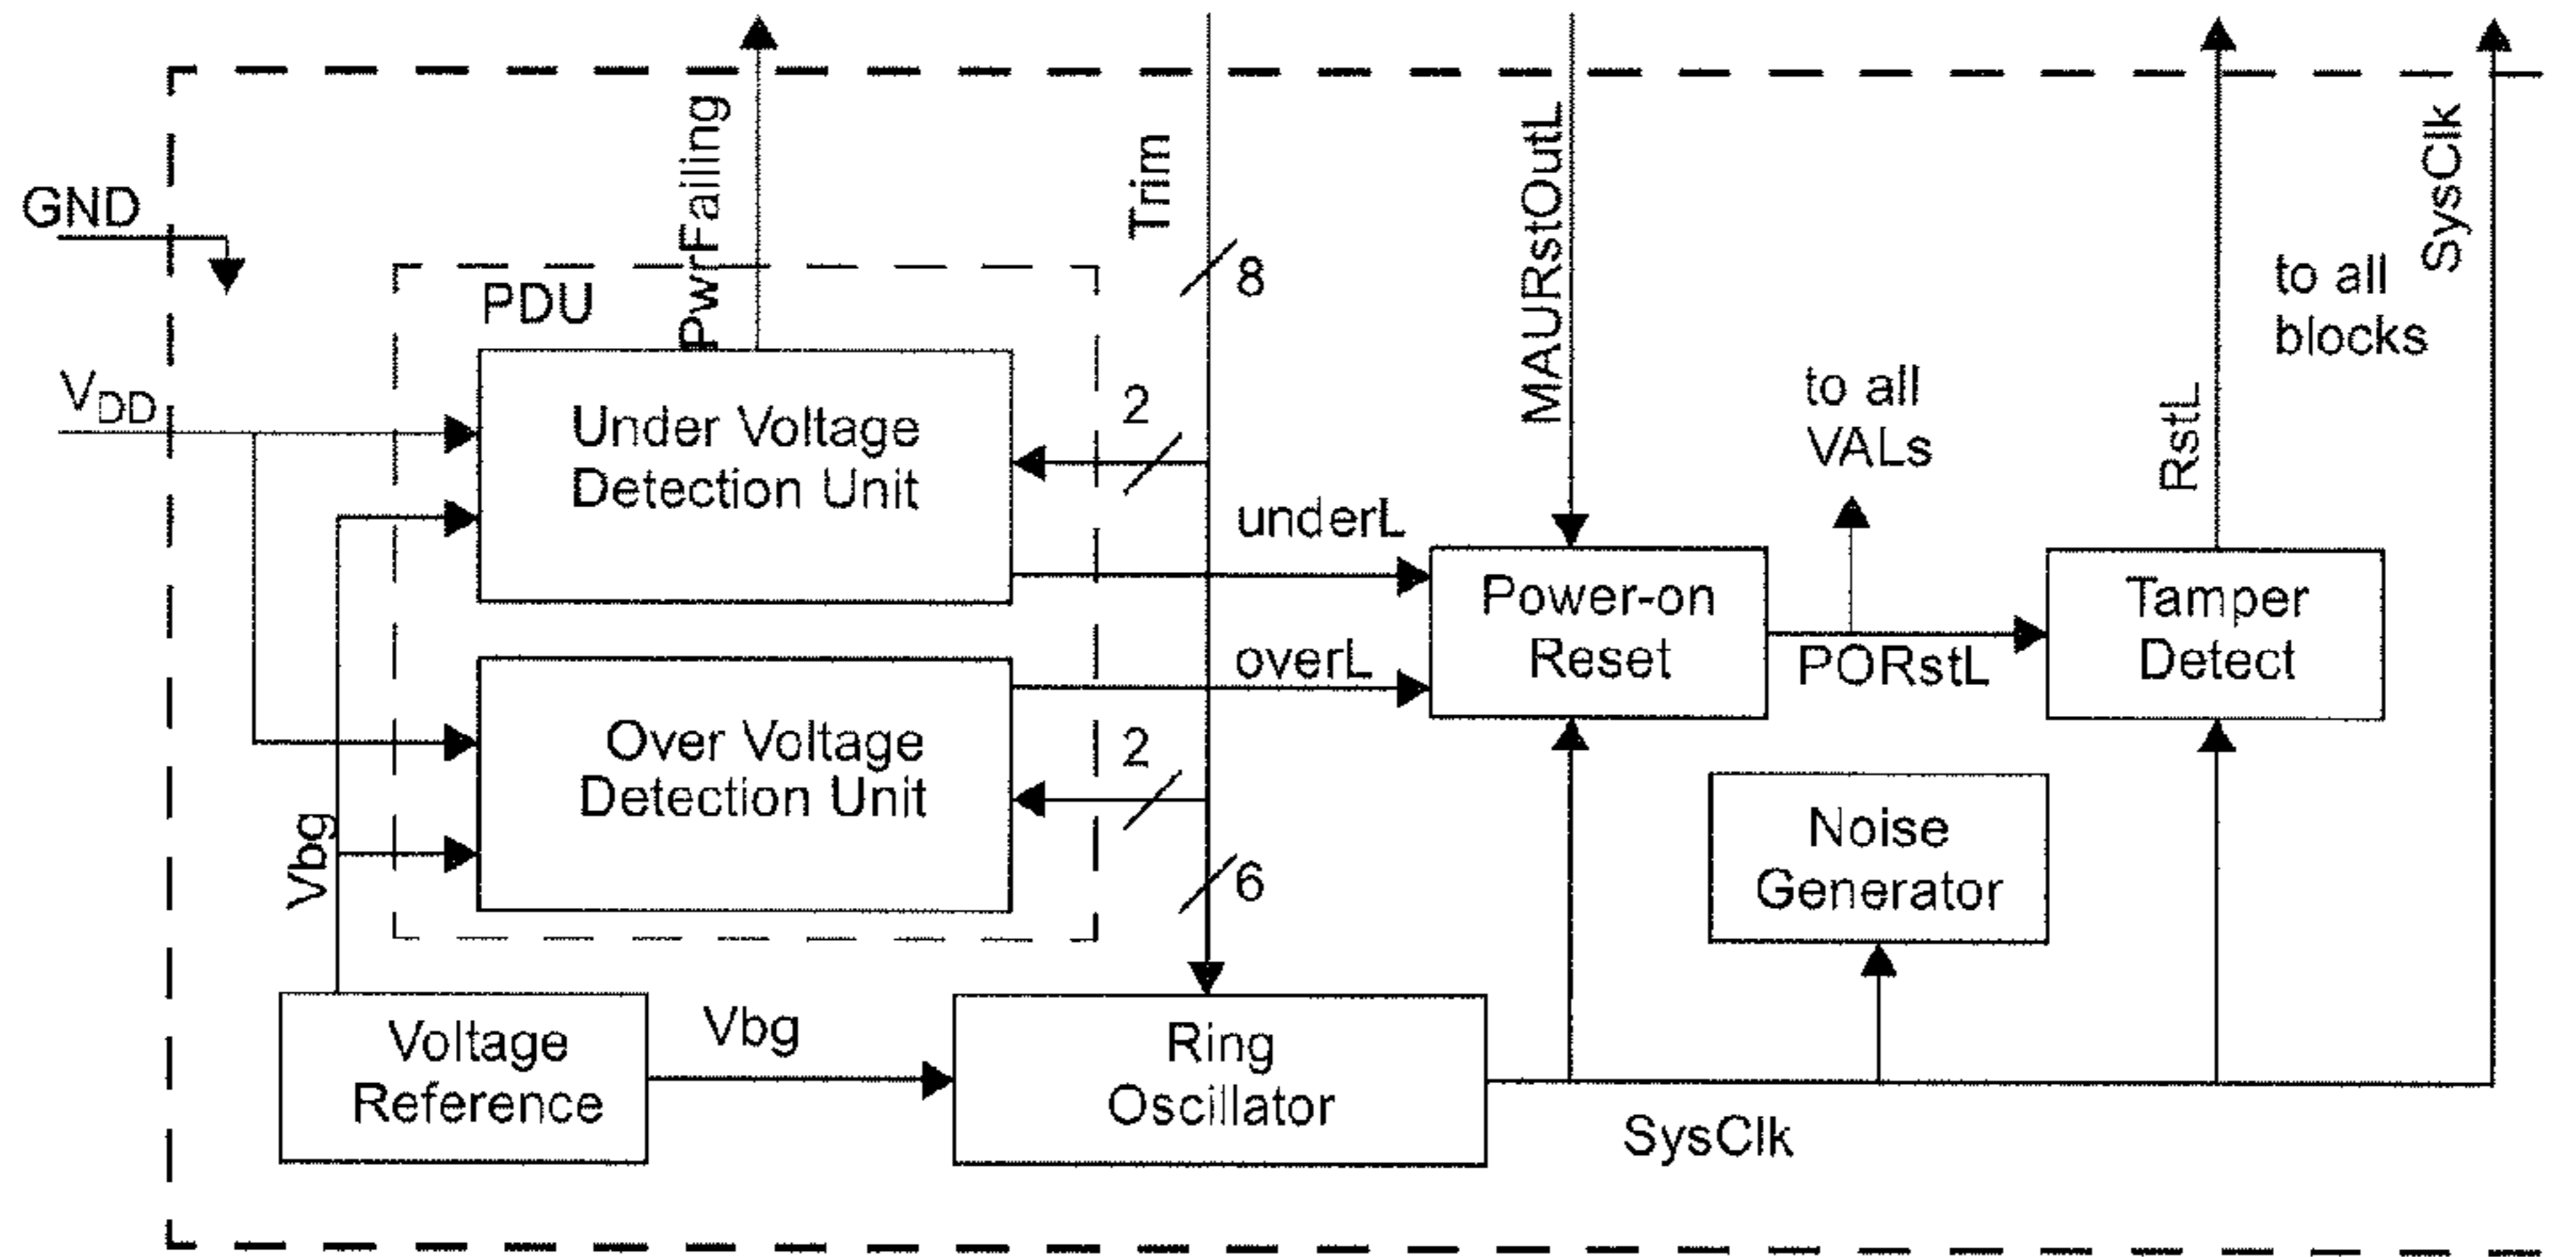 PwrFailing
Trim
MAURstOutL
SysClk
GND
8
to all
blocks
PDU
VDD
2
to all
VALs
RstL
Under Voltage
Detection Unit
underL
Power-on
Reset
Tamper
Detect
overL
PORstL
Over Voltage
Detection Unit
2
Vbg
6
Noise
Generator
Voltage
Reference
Vbg
Ring
Oscillator
SysClk